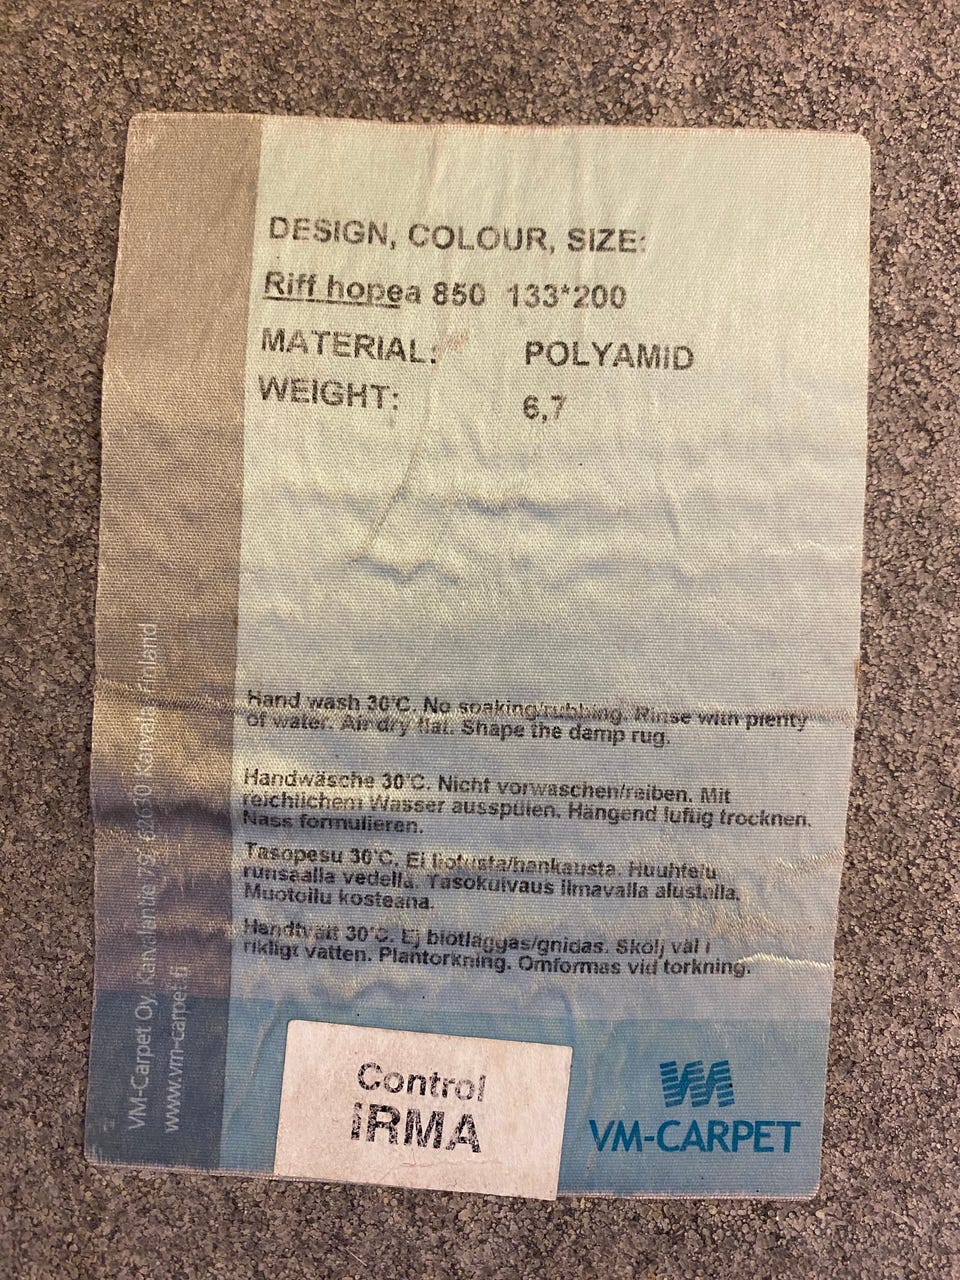 DESIGN, COLOUR, SIZE:
Riff hopea 850 133*200
MATERIAL: POLYAMID
WEIGHT: 6,7
Hand wash 30°C. No soaking/rubbing. Rinse with plenty
of water. Air dry flat. Shape the damp rug.
Handwäsche 30°C. Nicht vorwaschen/reiben. Mit
reichlichem Wasser ausspülen. Hängend luftig trocknen.
Nass formulieren.
Tasopesu 30°C. Ei liotusta/hankausta. Huuhtelu
runsaalla vedellä. Tasokuivaus ilmavalla alustalla.
Muotoilu kosteana.
Handtvätt 30°C. Ej blötläggas/gnidas. Skölj väl i
rikligt vatten. Plantorkning. Omformas vid torkning.
VM-Carpet Oy, Kanalantie 62630 Karvala, Finland
www.vm-carpet.fi
Control
IRMA
VM-CARPET